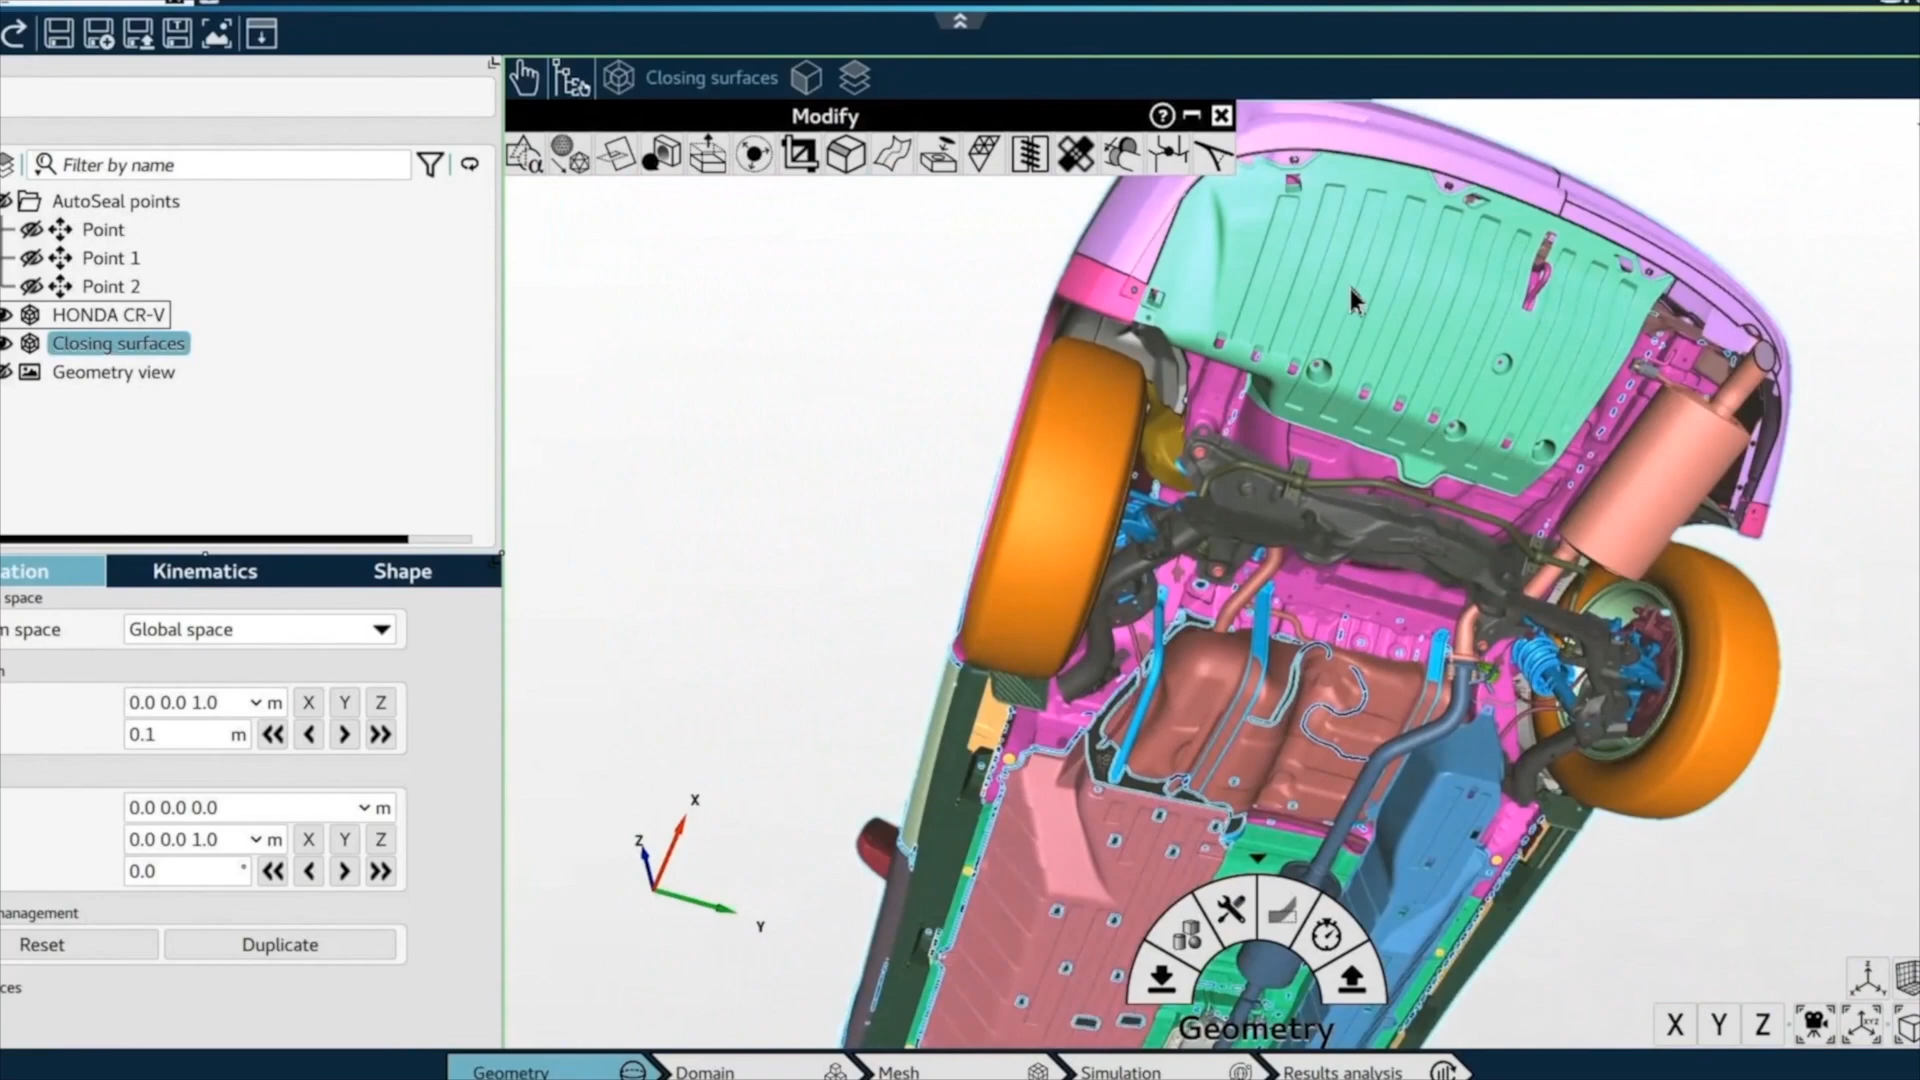 Closing surfaces
Modify
Filter by name
AutoSeal points
Point
Point 1
Point 2
HONDA CR-V
Closing surfaces
Geometry view
ation Kinematics Shape
space
n space Global space
n
0.0 0.0 1.0 m X Y Z
0.1 m
0.0 0.0 0.0 m
0.0 0.0 1.0 m X Y Z
0.0 °
anagement
Reset Duplicate
ces
X
Z
Y
Geometry
X Y Z
Geometry Domain Mesh Simulation Results analysis